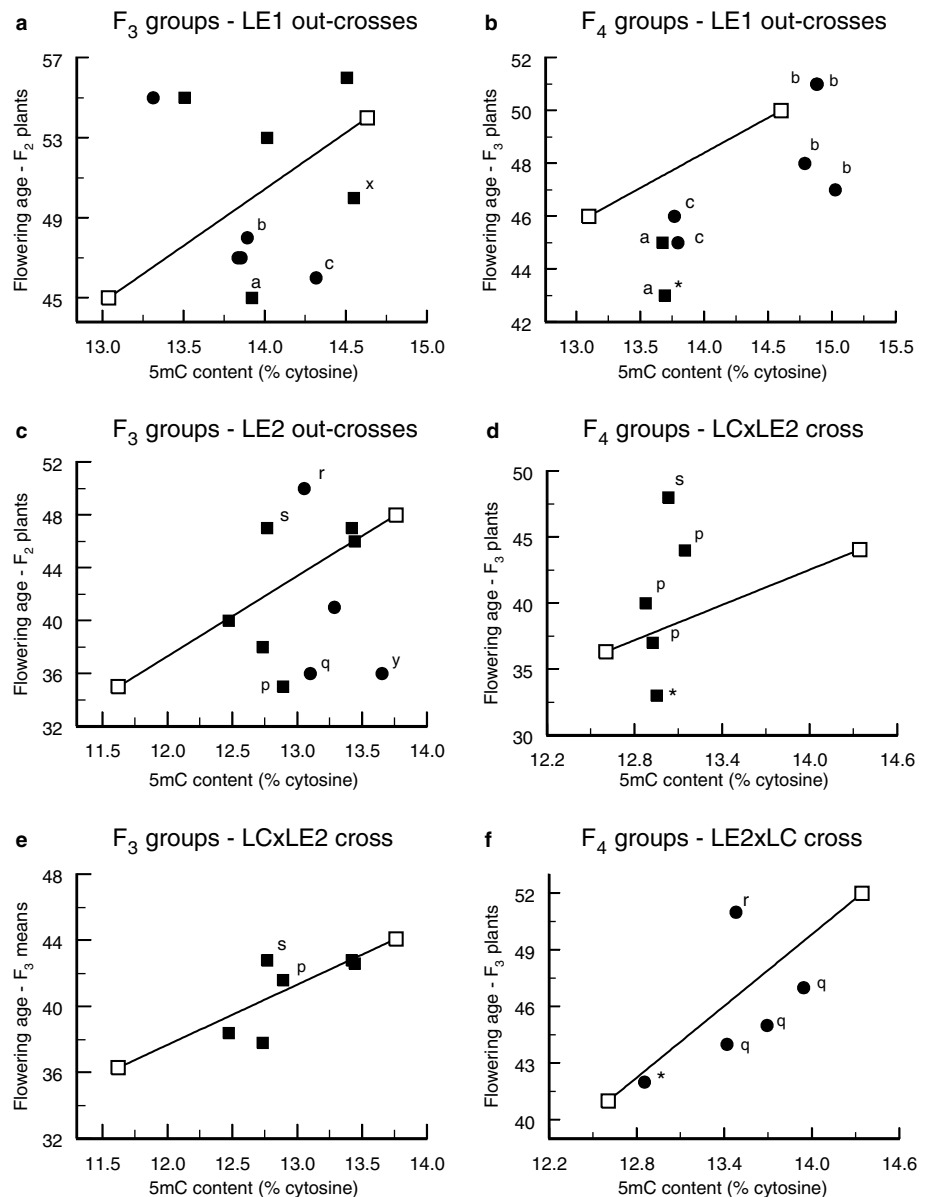 a F3 groups - LE1 out-crosses
Flowering age - F2 plants
57
53
49
45
x
b
c
a
13.0 13.5 14.0 14.5 15.0
5mC content (% cytosine)
b F4 groups - LE1 out-crosses
Flowering age - F3 plants
52
50
48
46
44
42
b b
b
b
c
a c
a *
13.0 13.5 14.0 14.5 15.0 15.5
5mC content (% cytosine)
c F3 groups - LE2 out-crosses
Flowering age - F2 plants
52
48
44
40
36
32
r
s
q y
p
11.5 12.0 12.5 13.0 13.5 14.0
5mC content (% cytosine)
d F4 groups - LCxLE2 cross
Flowering age - F3 plants
50
45
40
35
30
s
p
p
p
*
12.2 12.8 13.4 14.0 14.6
5mC content (% cytosine)
e F3 groups - LCxLE2 cross
Flowering age - F3 means
48
44
40
36
32
s
p
11.5 12.0 12.5 13.0 13.5 14.0
5mC content (% cytosine)
f F4 groups - LE2xLC cross
Flowering age - F3 plants
52
49
46
43
40
r
q
q
q
*
12.2 12.8 13.4 14.0 14.6
5mC content (% cytosine)